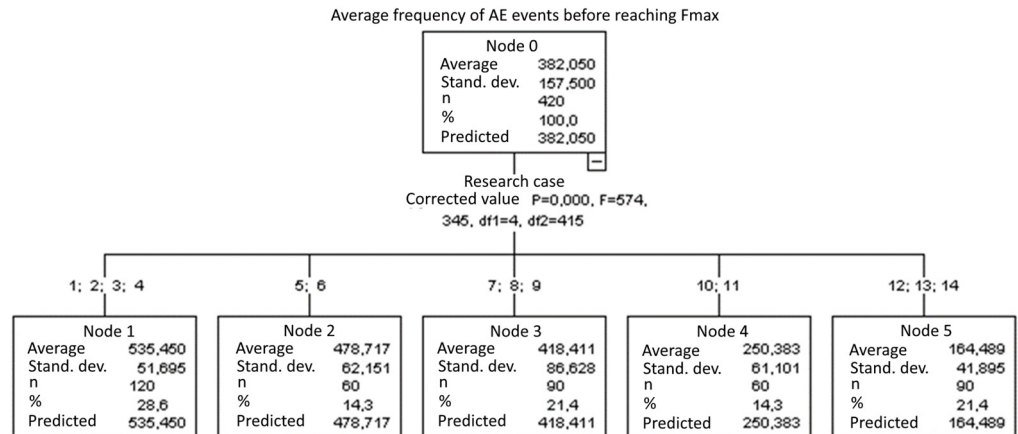 Average frequency of AE events before reaching Fmax
Node 0
Average 382,050
Stand. dev. 157,500
n 420
% 100,0
Predicted 382,050
Research case
Corrected value P=0,000, F=574,
345, df1=4, df2=415
1; 2; 3; 4
5; 6
7; 8; 9
10; 11
12; 13; 14
Node 1
Average 535,450
Stand. dev. 51,695
n 120
% 28,6
Predicted 535,450
Node 2
Average 478,717
Stand. dev. 62,151
n 60
% 14,3
Predicted 478,717
Node 3
Average 418,411
Stand. dev. 86,628
n 90
% 21,4
Predicted 418,411
Node 4
Average 250,383
Stand. dev. 61,101
n 60
% 14,3
Predicted 250,383
Node 5
Average 164,489
Stand. dev. 41,895
n 90
% 21,4
Predicted 164,489